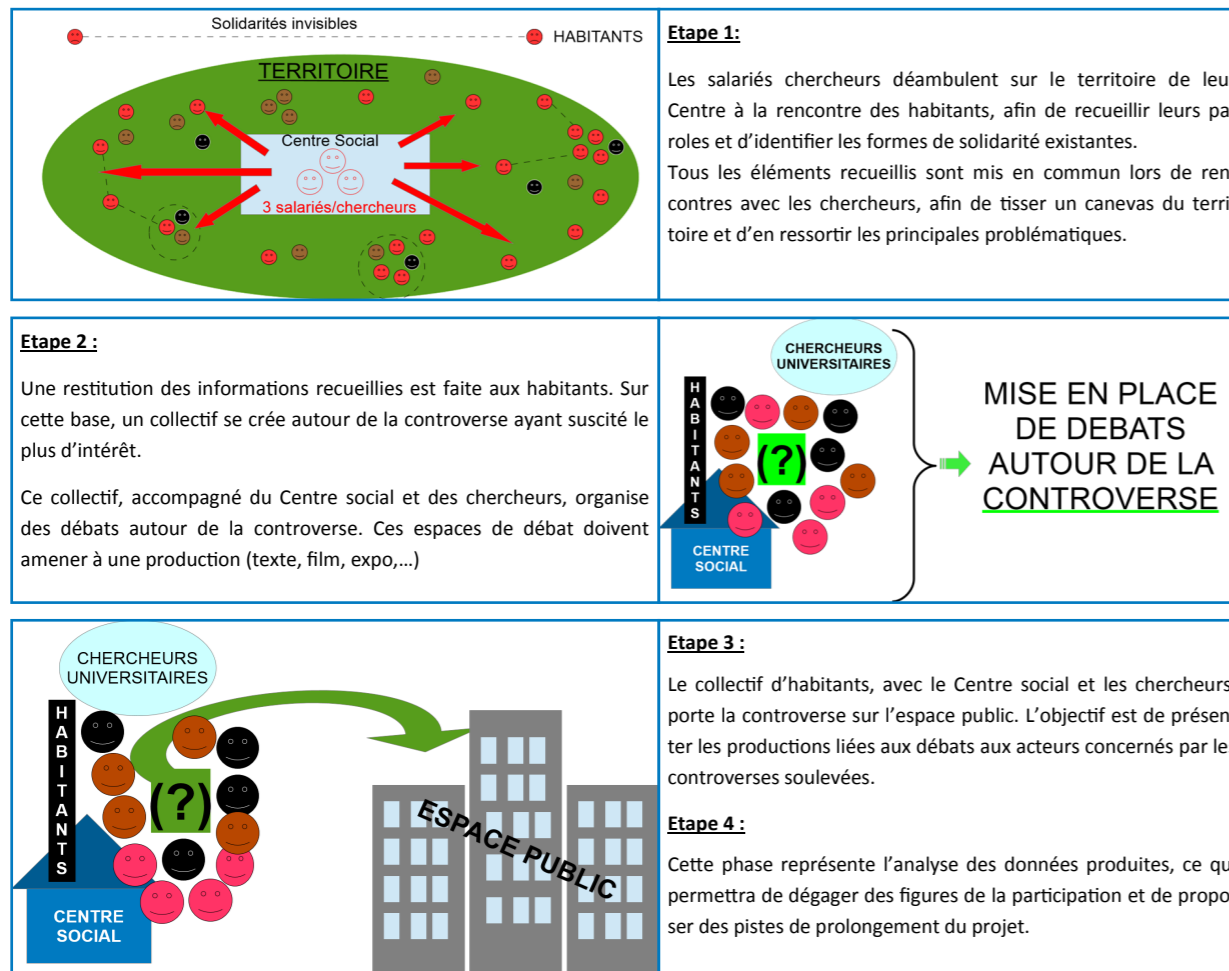 Solidarités invisibles
HABITANTS
TERRITOIRE
Centre Social
3 salariés/chercheurs
Etape 1:
Les salariés chercheurs déambulent sur le territoire de leu
Centre à la rencontre des habitants, afin de recueillir leurs pa
roles et d’identifier les formes de solidarité existantes.
Tous les éléments recueillis sont mis en commun lors de ren
contres avec les chercheurs, afin de tisser un canevas du terri
toire et d’en ressortir les principales problématiques.
Etape 2 :
Une restitution des informations recueillies est faite aux habitants. Sur
cette base, un collectif se crée autour de la controverse ayant suscité le
plus d’intérêt.
Ce collectif, accompagné du Centre social et des chercheurs, organise
des débats autour de la controverse. Ces espaces de débat doivent
amener à une production (texte, film, expo,...)
CHERCHEURS
UNIVERSITAIRES
HABITANTS
(?)
CENTRE
SOCIAL
MISE EN PLACE
DE DEBATS
AUTOUR DE LA
CONTROVERSE
CHERCHEURS
UNIVERSITAIRES
HABITANTS
(?)
CENTRE
SOCIAL
ESPACE PUBLIC
Etape 3 :
Le collectif d’habitants, avec le Centre social et les chercheurs
porte la controverse sur l’espace public. L’objectif est de présen
ter les productions liées aux débats aux acteurs concernés par le
controverses soulevées.
Etape 4 :
Cette phase représente l’analyse des données produites, ce qu
permettra de dégager des figures de la participation et de propo
ser des pistes de prolongement du projet.